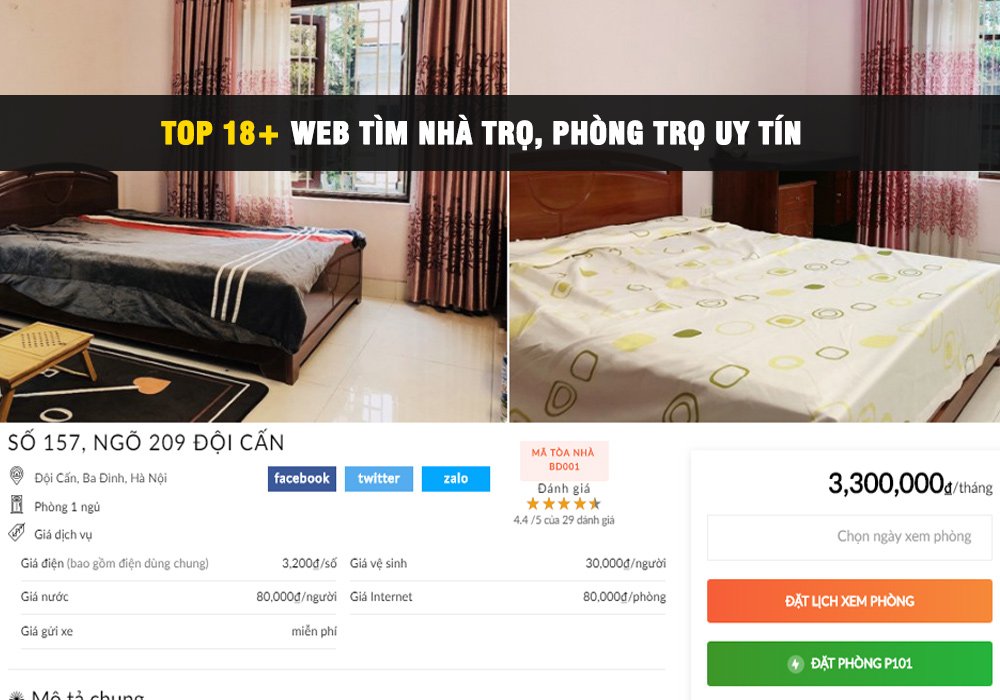 TOP 18+ WEB TÌM NHÀ TRỌ, PHÒNG TRỌ UY TÍN
SỐ 157, NGÕ 209 ĐỘI CẤN
Đội Cấn, Ba Đình, Hà Nội
facebook twitter zalo
Phòng 1 ngủ
Giá dịch vụ
MÃ TÒA NHÀ
BD001
Đánh giá
4.4 /5 của 29 đánh giá
Giá điện (bao gồm điện dùng chung) 3,200₫/số
Giá vệ sinh 30,000₫/người
Giá nước 80,000₫/người
Giá Internet 80,000₫/phòng
Giá gửi xe miễn phí
Mô tả chung
3,300,000₫/tháng
Chọn ngày xem phòng
ĐẶT LỊCH XEM PHÒNG
ĐẶT PHÒNG P101